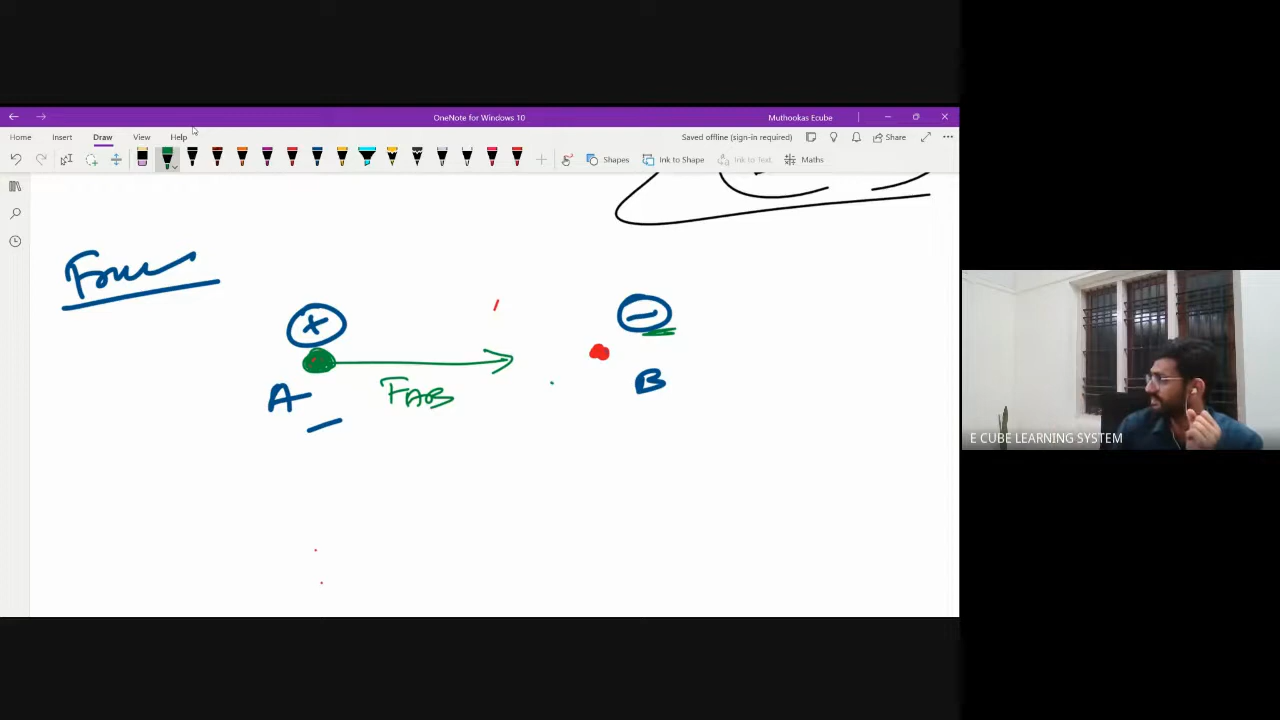 OneNote for Windows 10
Muthookas Ecube
Home Insert Draw View Help
Saved offline (sign-in required)
Share
Shapes
Ink to Shape
Ink to Text
Maths
+
−
A
FAB
B
E CUBE LEARNING SYSTEM